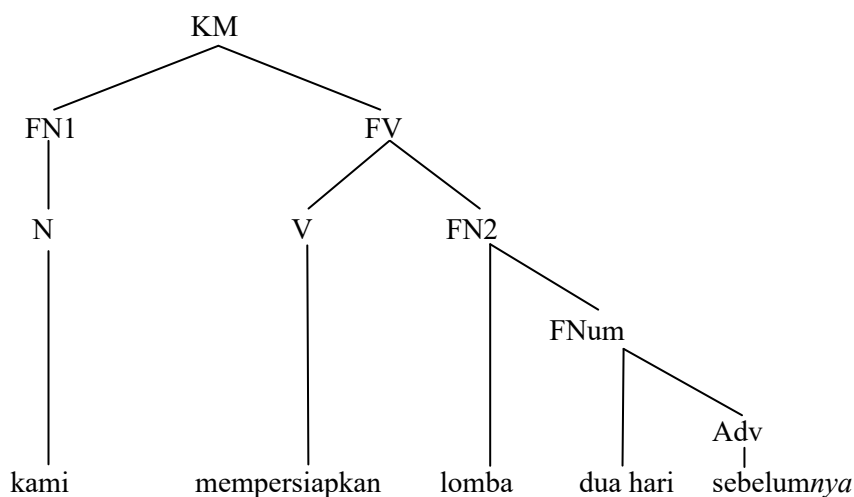 KM
FN1 FV
N V FN2
FNum
Adv
kami mempersiapkan lomba dua hari sebelumnya